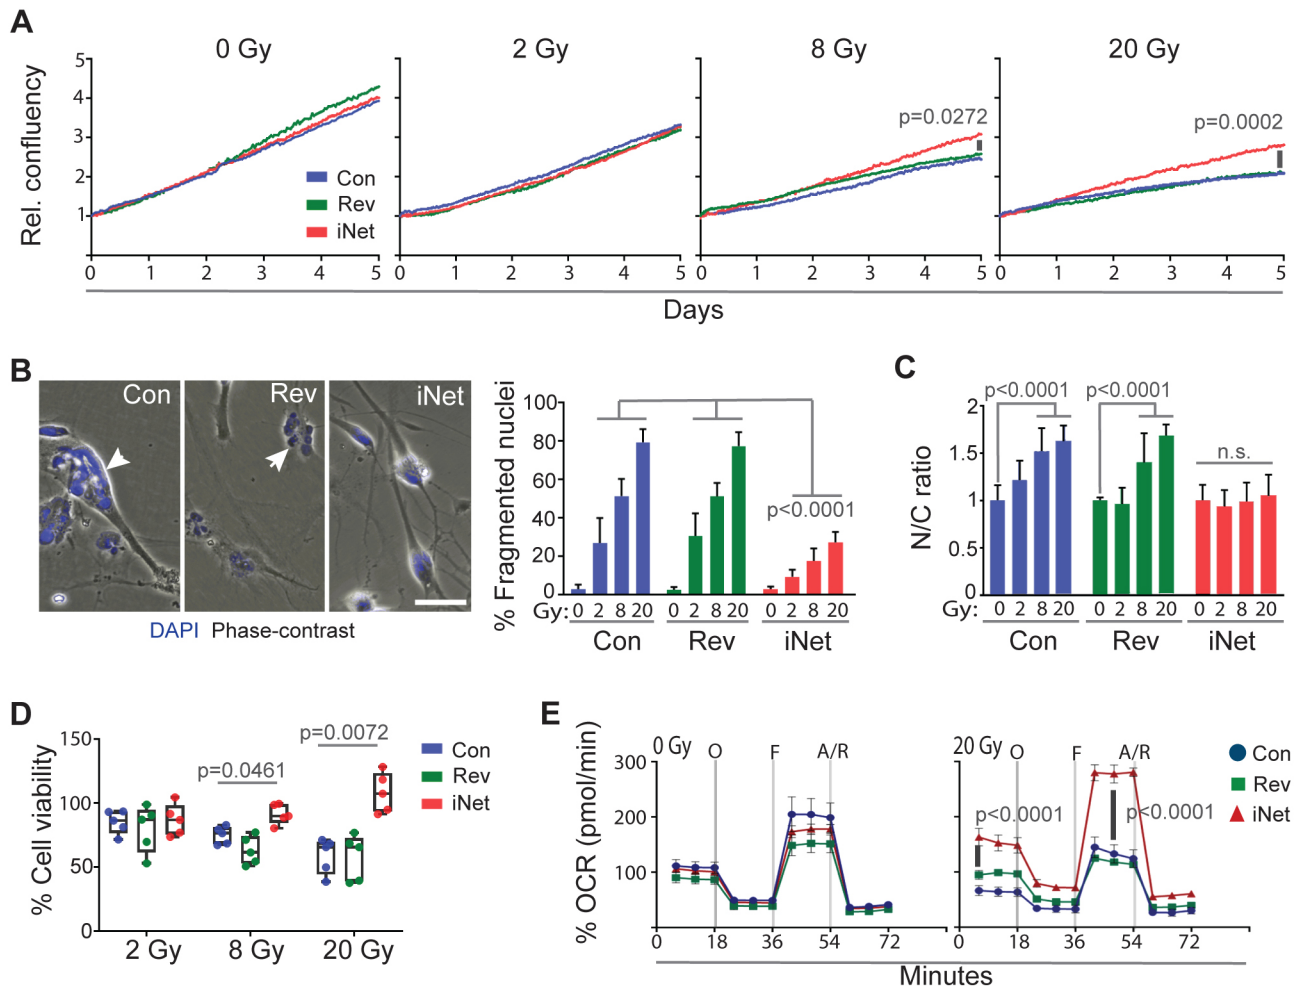 A
0 Gy 2 Gy 8 Gy 20 Gy
Rel. confluency
5
4
3
2
1
p=0.0272
p=0.0002
Con
Rev
iNet
0 1 2 3 4 5 0 1 2 3 4 5 0 1 2 3 4 5 0 1 2 3 4 5
Days
B
Con Rev iNet
DAPI Phase-contrast
% Fragmented nuclei
100
80
60
40
20
0
p<0.0001
Gy: 0 2 8 20 0 2 8 20 0 2 8 20
Con Rev iNet
C
N/C ratio
2
1.5
1
0.5
0
p<0.0001 p<0.0001
n.s.
Gy: 0 2 8 20 0 2 8 20 0 2 8 20
Con Rev iNet
D
% Cell viability
150
100
50
0
p=0.0461
p=0.0072
Con
Rev
iNet
2 Gy 8 Gy 20 Gy
E
% OCR (pmol/min)
300
200
100
0 Gy O F A/R
20 Gy O F A/R
p<0.0001 p<0.0001
Con
Rev
iNet
0 18 36 54 72 0 18 36 54 72
Minutes